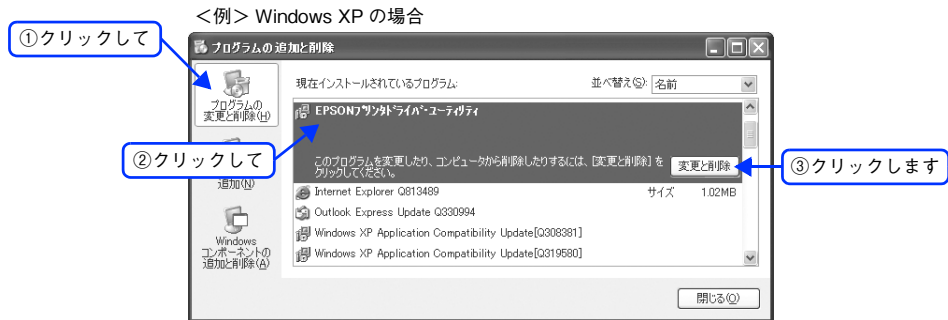 <例> Windows XP の場合
①クリックして
プログラムの追加と削除
プログラムの
変更と削除(H)
現在インストールされているプログラム:
並べ替え(S): 名前
EPSONプリンタドライバ・ユーティリティ
②クリックして
このプログラムを変更したり、コンピュータから削除したりするには、[変更と削除] を
クリックしてください。
変更と削除
③クリックします
追加(N)
Internet Explorer Q813489
サイズ 1.02MB
Outlook Express Update Q330994
Windows XP Application Compatibility Update[Q308381]
Windows XP Application Compatibility Update[Q319580]
Windows
コンポーネントの
追加と削除(A)
閉じる(O)